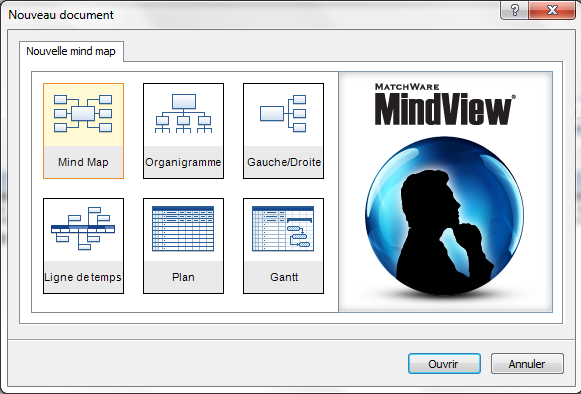 Nouveau document
?
Nouvelle mind map
Mind Map
Organigramme
Gauche/Droite
Ligne de temps
Plan
Gantt
MATCHWARE
MindView®
Ouvrir
Annuler